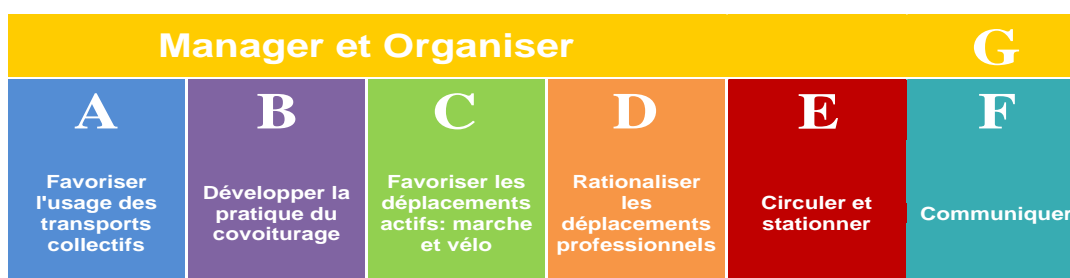 Manager et Organiser G
A
Favoriser
l'usage des
transports
collectifs
B
Développer la
pratique du
covoiturage
C
Favoriser les
déplacements
actifs: marche
et vélo
D
Rationaliser
les
déplacements
professionnels
E
Circuler et
stationner
F
Communiquer